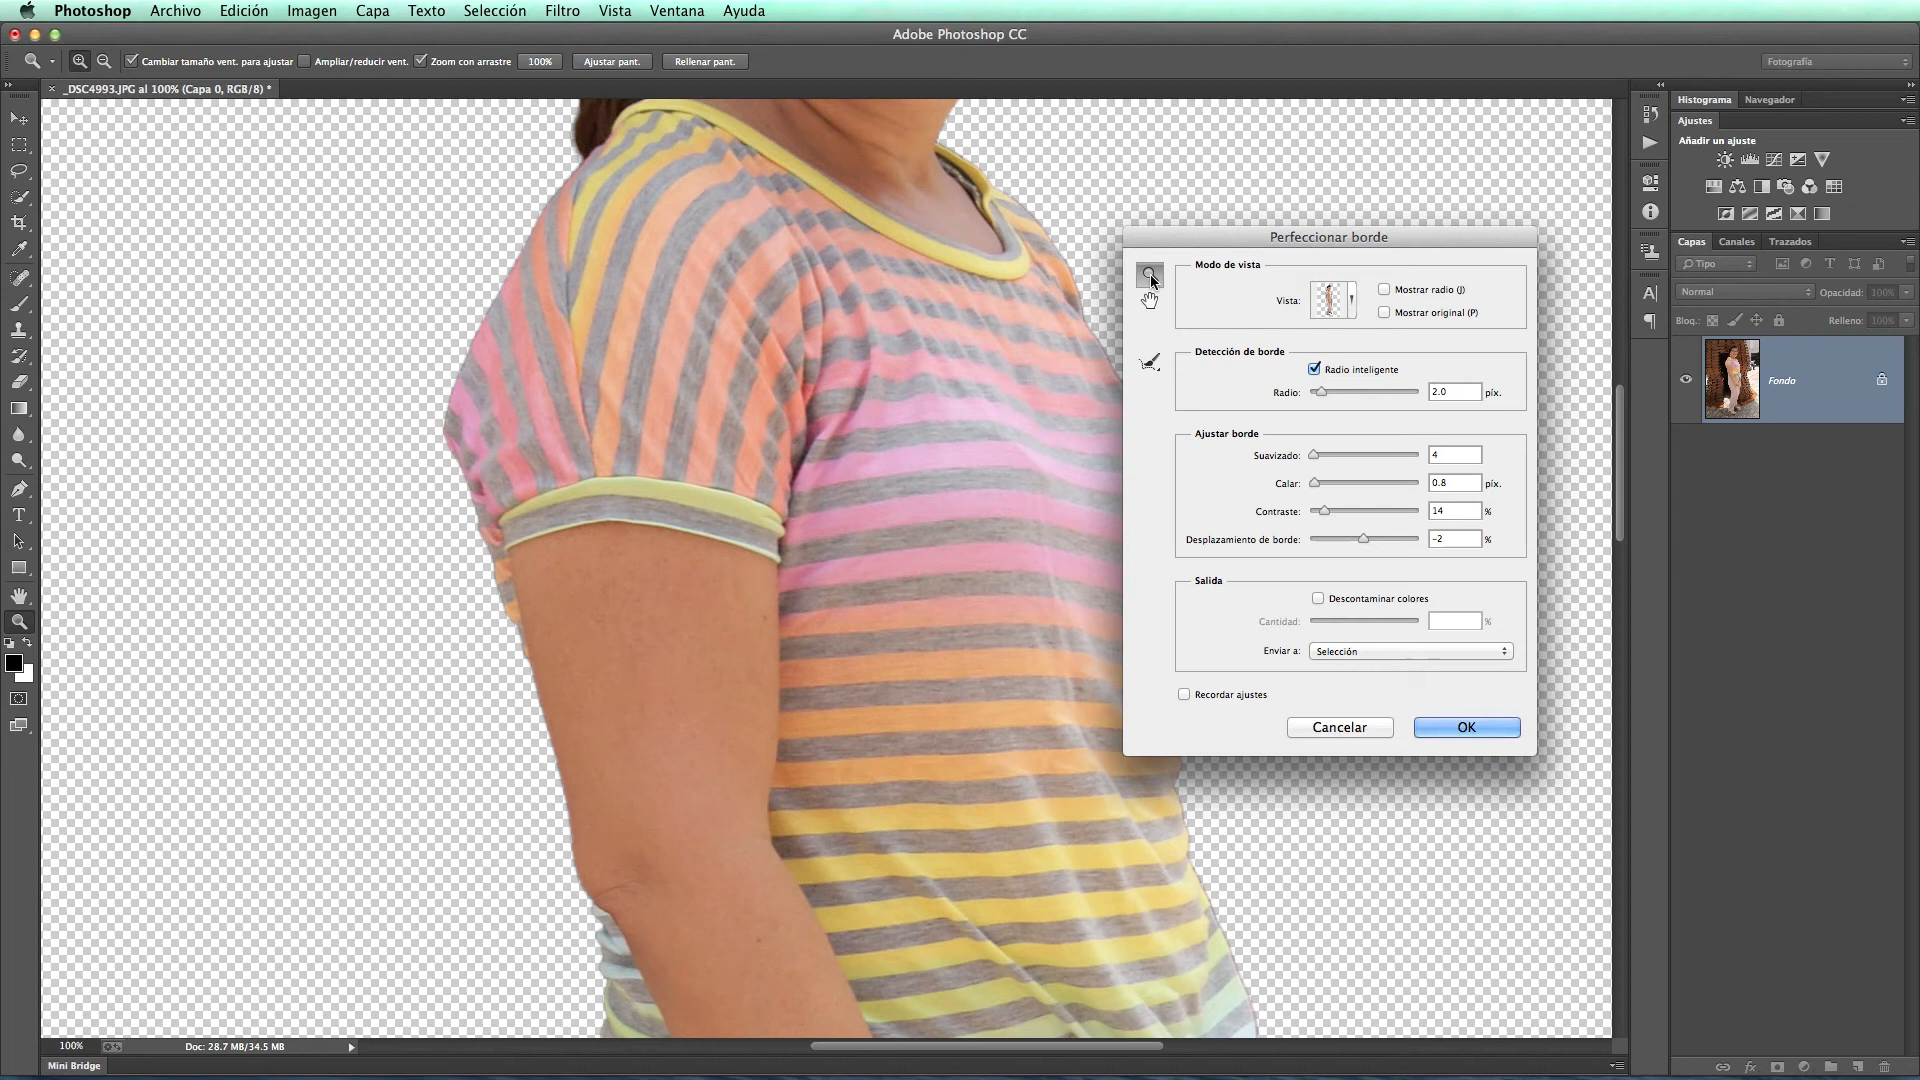 Photoshop Archivo Edición Imagen Capa Texto Selección Filtro Vista Ventana Ayuda
Adobe Photoshop CC
Cambiar tamaño vent. para ajustar Ampliar/reducir vent. Zoom con arrastre 100% Ajustar pant. Rellenar pant. Fotografía
× _DSC4993.JPG al 100% (Capa 0, RGB/8) *
Histograma Navegador
Ajustes
Añadir un ajuste
Capas Canales Trazados
Tipo
Normal Opacidad: 100%
Bloq.: Relleno: 100%
Fondo
Perfeccionar borde
Modo de vista
Vista:
Mostrar radio (J)
Mostrar original (P)
Detección de borde
Radio inteligente
Radio: 2.0 píx.
Ajustar borde
Suavizado: 4
Calar: 0.8 píx.
Contraste: 14 %
Desplazamiento de borde: -2 %
Salida
Descontaminar colores
Cantidad: %
Enviar a: Selección
Recordar ajustes
Cancelar OK
100% Doc: 28.7 MB/34.5 MB
Mini Bridge